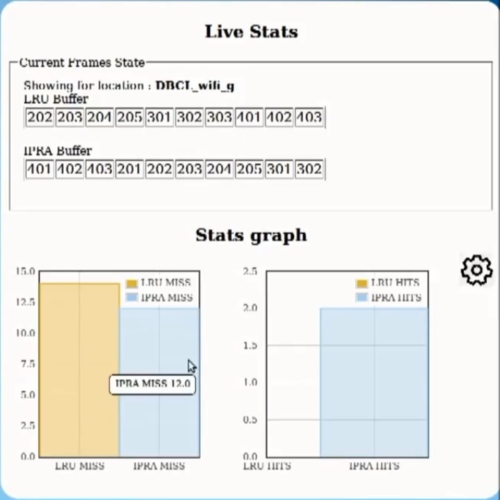 Live Stats
Current Frames State
Showing for location : DBCL_wifi_g
LRU Buffer
202 203 204 205 301 302 303 401 402 403
IPRA Buffer
401 402 403 201 202 203 204 205 301 302
Stats graph
15.0
12.5
10.0
7.5
5.0
2.5
0.0
LRU MISS
IPRA MISS
IPRA MISS 12.0
LRU MISS IPRA MISS
2.5
2.0
1.5
1.0
0.5
0.0
LRU HITS
IPRA HITS
LRU HITS IPRA HITS